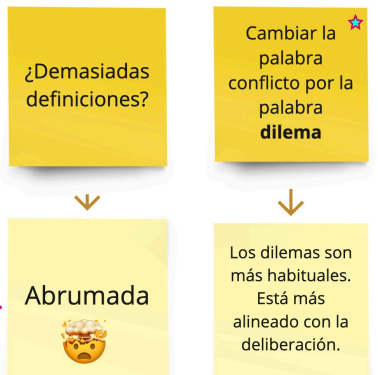 ¿Demasiadas
definiciones?
Cambiar la
palabra
conflicto por la
palabra
dilema
Abrumada
Los dilemas son
más habituales.
Está más
alineado con la
deliberación.